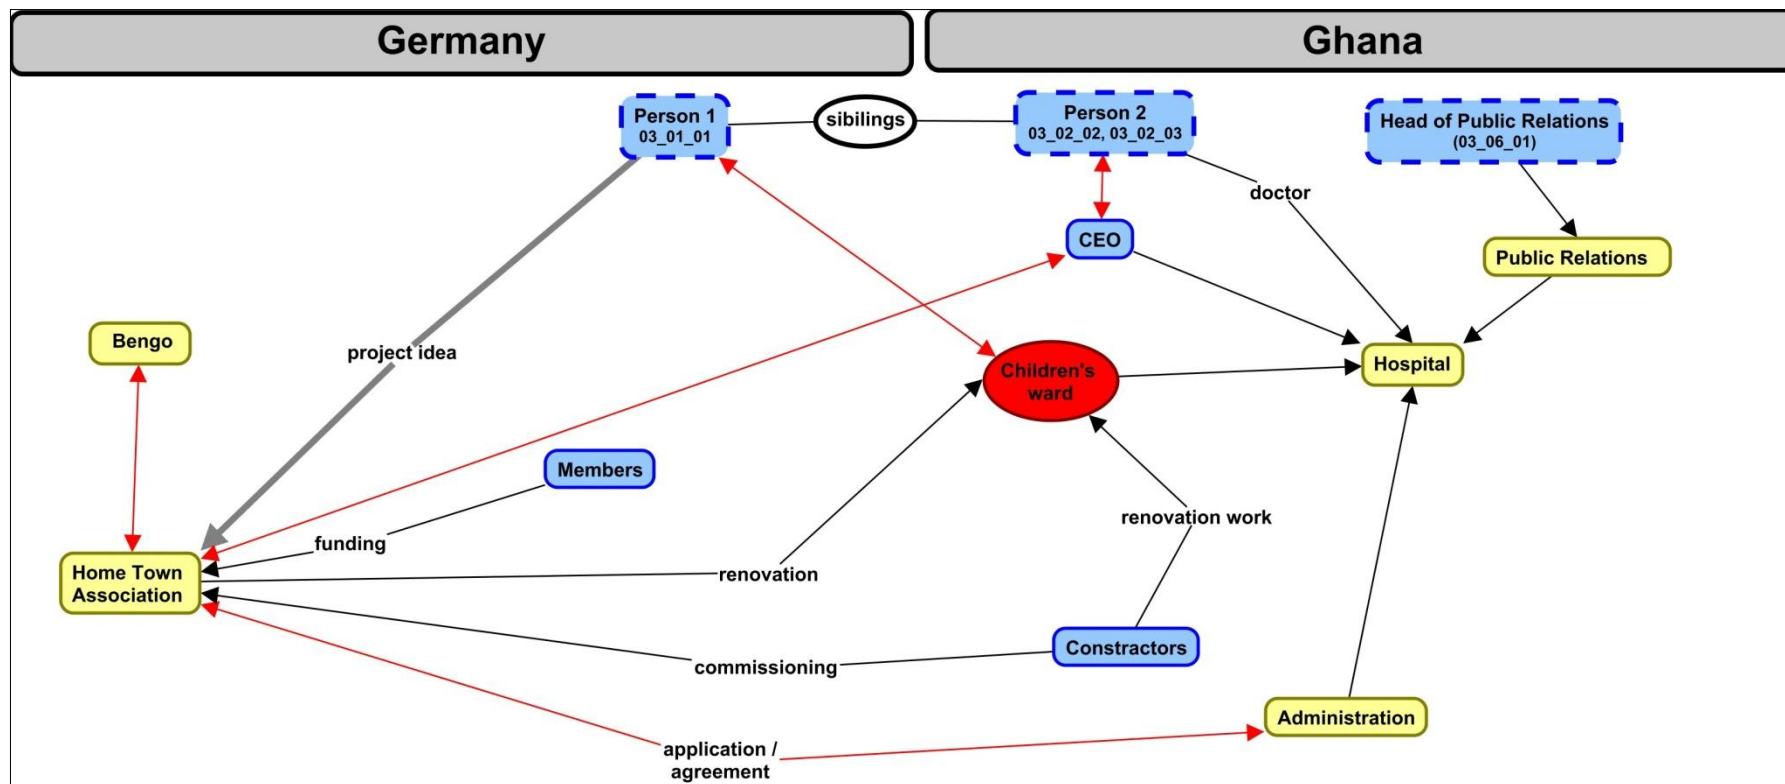 Germany
Ghana
Person 1
03_01_01
sibilings
Person 2
03_02_02, 03_02_03
Head of Public Relations
(03_06_01)
doctor
CEO
Public Relations
Bengo
project idea
Children's
ward
Hospital
Members
renovation work
funding
Home Town
Association
renovation
Constractors
commissioning
Administration
application /
agreement